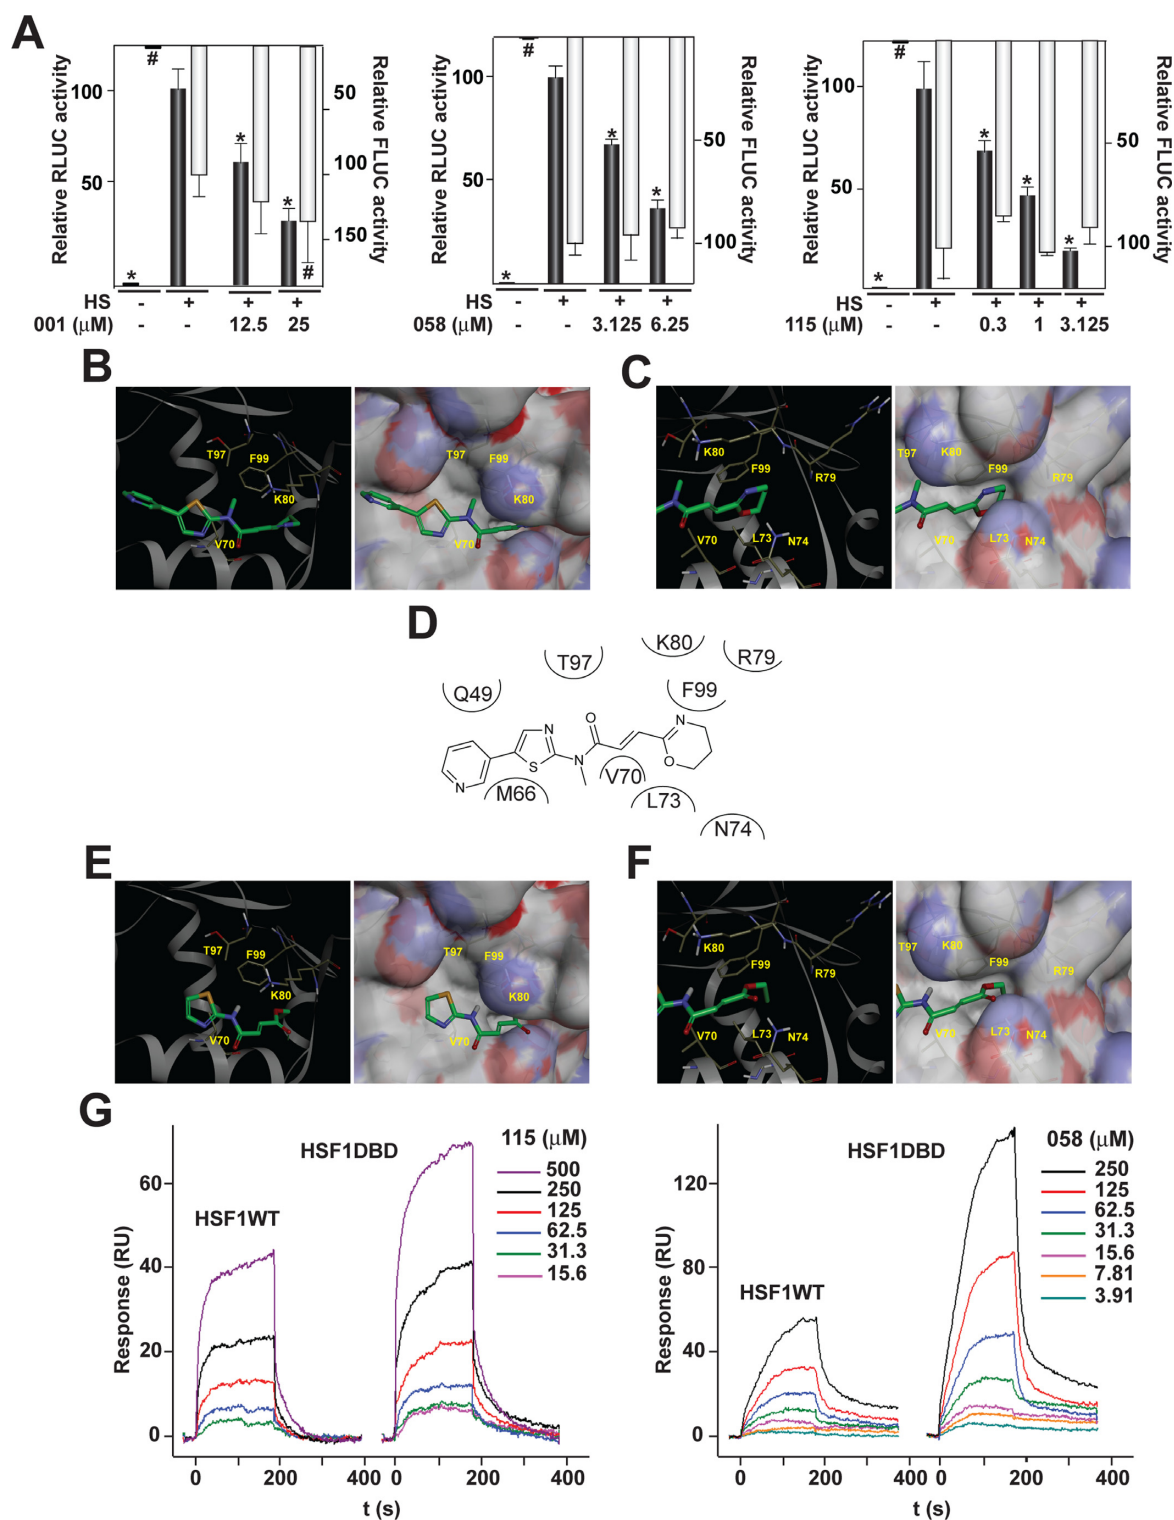 A
Relative RLUC activity
100
50
#
*
*
*
#
50
100
150
Relative FLUC activity
HS - + + +
001 (μM) - - 12.5 25
Relative RLUC activity
100
50
#
*
*
*
50
100
Relative FLUC activity
HS - + + +
058 (μM) - - 3.125 6.25
Relative RLUC activity
100
50
#
*
*
*
*
50
100
Relative FLUC activity
HS - + + + +
115 (μM) - - 0.3 1 3.125
B
T97 F99
K80
V70
T97 F99
K80
V70
C
K80
F99
R79
V70 L73 N74
T97 K80
F99
R79
V70 L73 N74
D
K80
R79
T97
Q49
F99
O
N
N
S
N
N
O
V70
M66
L73
N74
E
T97 F99
K80
V70
T97 F99
K80
V70
F
K80
F99
R79
V70 L73 N74
T97 K80
F99
R79
V70 L73 N74
G
Response (RU)
60
40
20
0
HSF1WT
HSF1DBD
115 (μM)
500
250
125
62.5
31.3
15.6
0 200 400 0 200 400
t (s)
Response (RU)
120
80
40
0
HSF1WT
HSF1DBD
058 (μM)
250
125
62.5
31.3
15.6
7.81
3.91
0 200 400 0 200 400
t (s)